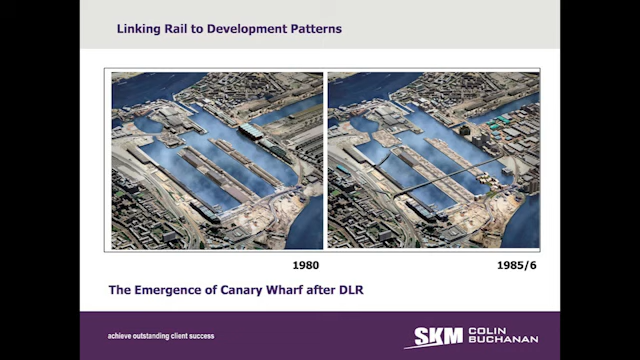 Linking Rail to Development Patterns
1980
1985/6
The Emergence of Canary Wharf after DLR
achieve outstanding client success
SKM COLIN
BUCHANAN